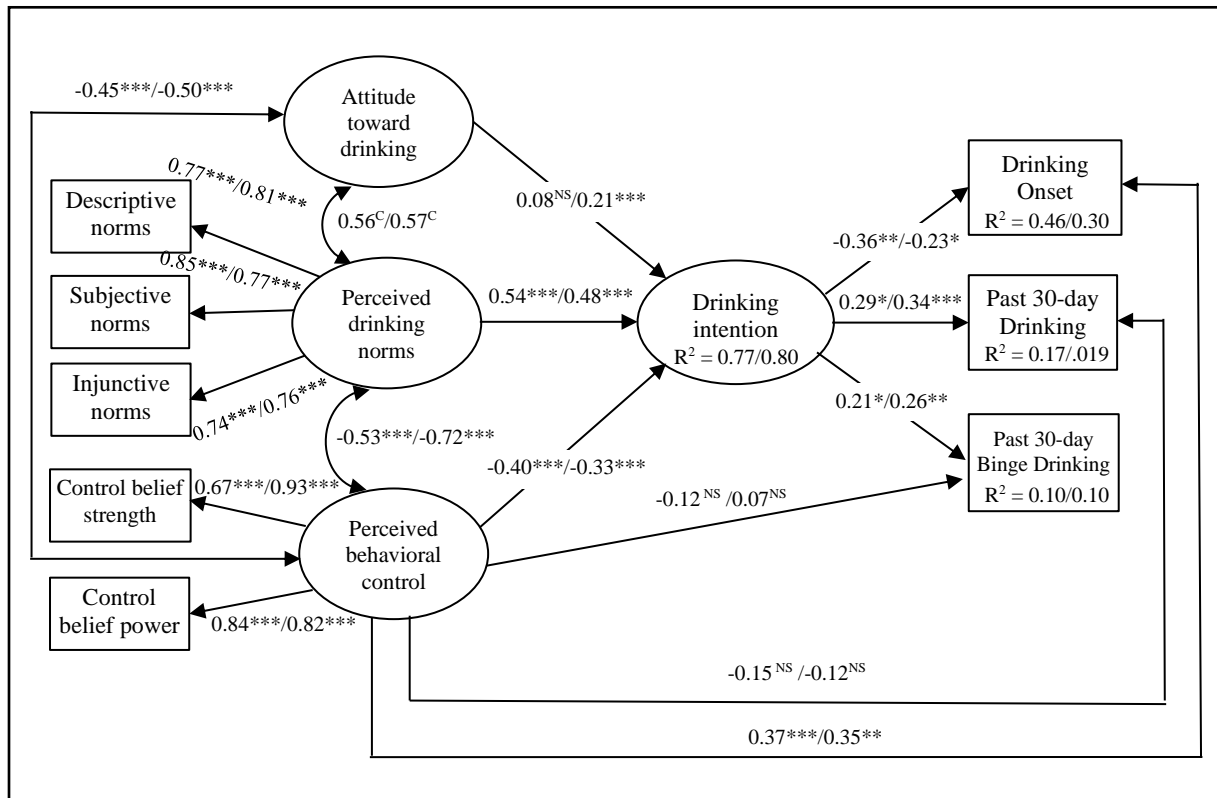 -0.45***/-0.50***
Attitude
toward
drinking
0.77***/0.81***
Descriptive
norms
0.56C/0.57C
0.08NS/0.21***
Drinking
Onset
R2 = 0.46/0.30
-0.36**/-0.23*
0.85***/0.77***
Subjective
norms
Perceived
drinking
norms
0.54***/0.48***
Drinking
intention
R2 = 0.77/0.80
0.29*/0.34***
Past 30-day
Drinking
R2 = 0.17/.019
Injunctive
norms
0.74***/0.76***
0.21*/0.26**
-0.53***/-0.72***
-0.40***/-0.33***
Past 30-day
Binge Drinking
R2 = 0.10/0.10
Control belief
strength
0.67***/0.93***
-0.12 NS /0.07NS
Perceived
behavioral
control
Control
belief power
0.84***/0.82***
-0.15 NS /-0.12NS
0.37***/0.35**